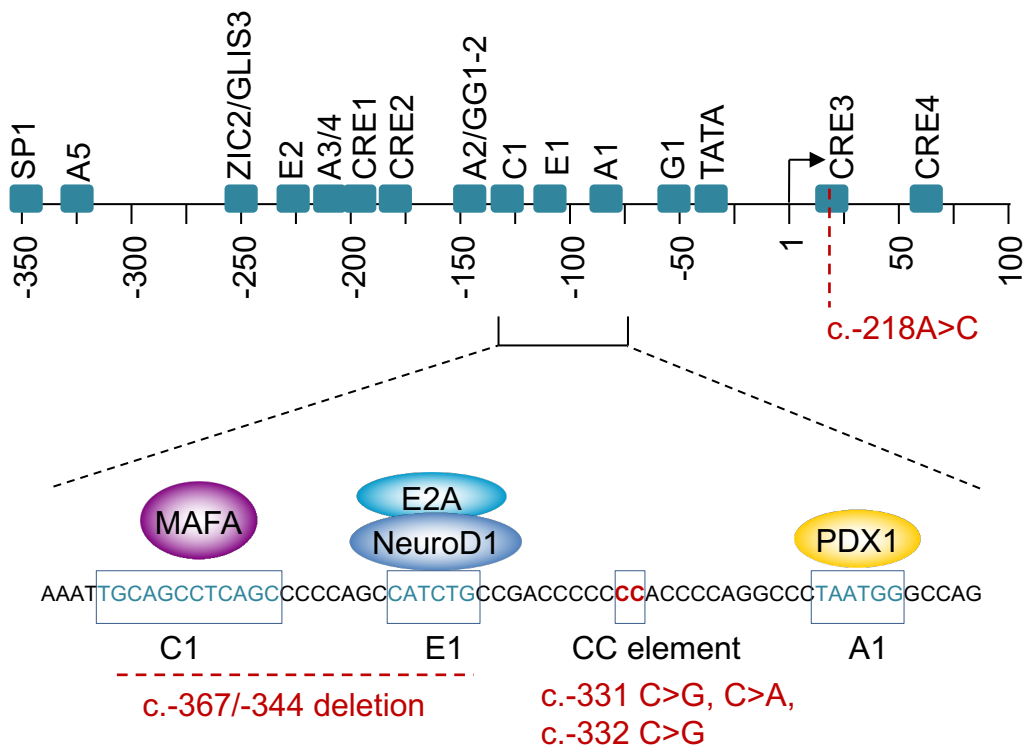 SP1
A5
ZIC2/GLIS3
E2
A3/4
CRE1
CRE2
A2/GG1-2
C1
E1
A1
G1
TATA
CRE3
CRE4
-350
-300
-250
-200
-150
-100
-50
1
50
100
c.-218A>C
MAFA
E2A
NeuroD1
PDX1
AAATTGCAGCCTCAGCCCCCAGCCATCTGCCGACCCCCCCACCCCAGGCCCTAATGGGCCAG
C1
E1
CC element
A1
c.-367/-344 deletion
c.-331 C>G, C>A,
c.-332 C>G